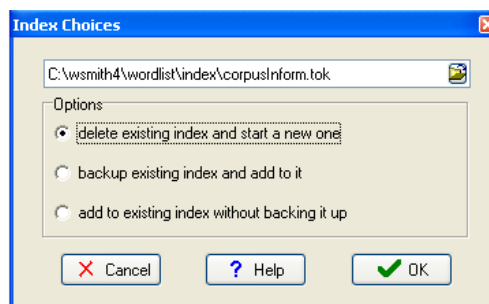 Index Choices
C:\wsmith4\wordlist\index\corpusInform.tok
Options
delete existing index and start a new one
backup existing index and add to it
add to existing index without backing it up
Cancel
? Help
OK